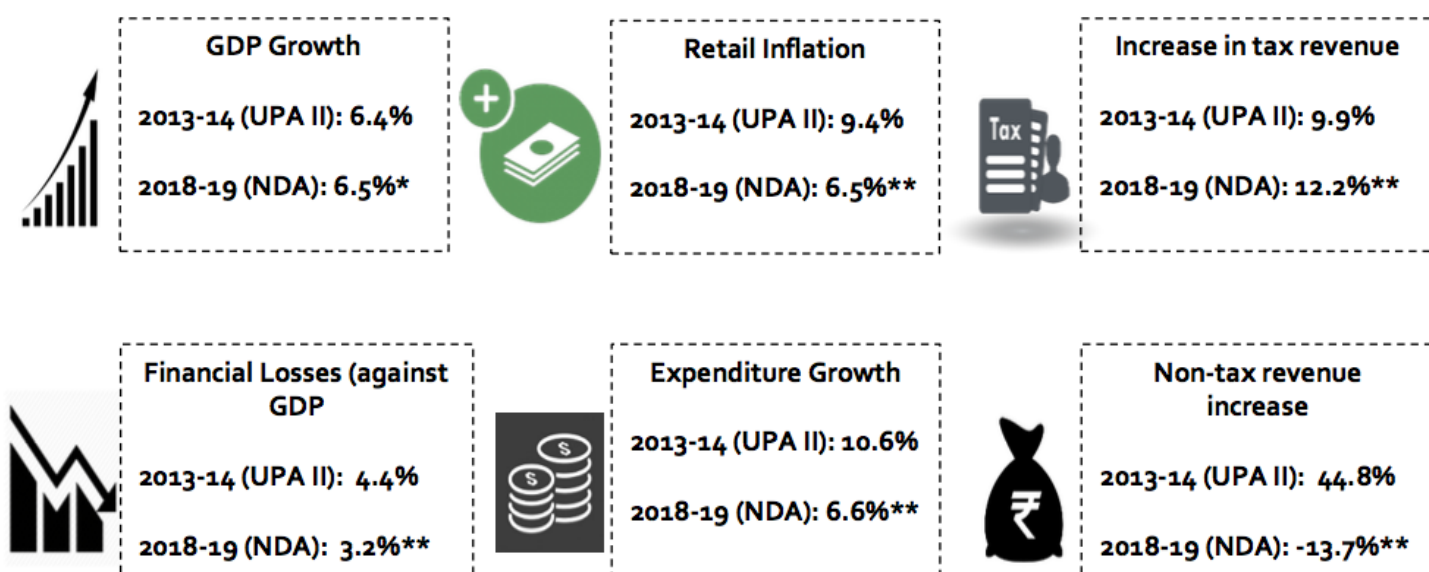 GDP Growth
2013-14 (UPA II): 6.4%
2018-19 (NDA): 6.5%*
Retail Inflation
2013-14 (UPA II): 9.4%
2018-19 (NDA): 6.5%**
Tax
Increase in tax revenue
2013-14 (UPA II): 9.9%
2018-19 (NDA): 12.2%**
Financial Losses (against
GDP
2013-14 (UPA II): 4.4%
2018-19 (NDA): 3.2%**
$
$
Expenditure Growth
2013-14 (UPA II): 10.6%
2018-19 (NDA): 6.6%**
₹
Non-tax revenue
increase
2013-14 (UPA II): 44.8%
2018-19 (NDA): -13.7%**